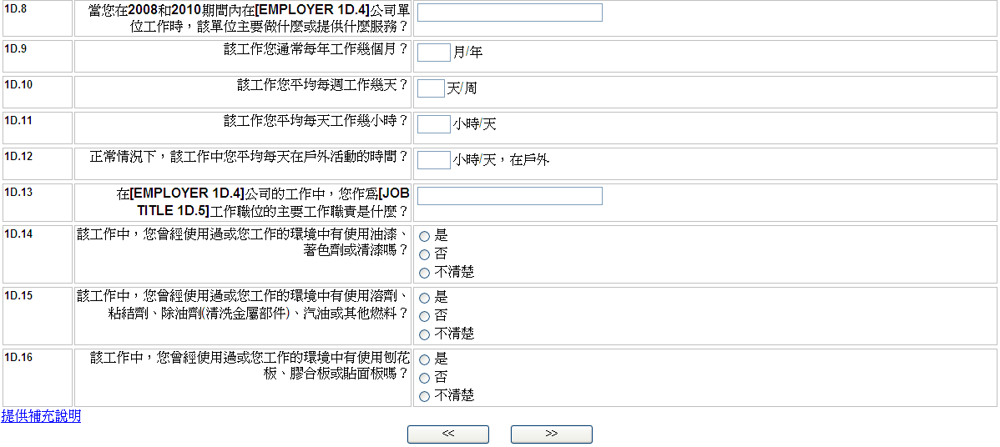 1D.8
當您在2008和2010期間內在[EMPLOYER 1D.4]公司單
位工作時，該單位主要做什麼或提供什麼服務？
1D.9
該工作您通常每年工作幾個月？
月/年
1D.10
該工作您平均每週工作幾天？
天/周
1D.11
該工作您平均每天工作幾小時？
小時/天
1D.12
正常情況下，該工作中您平均每天在戶外活動的時間？
小時/天，在戶外
1D.13
在[EMPLOYER 1D.4]公司的工作中，您作為[JOB
TITLE 1D.5]工作職位的主要工作職責是什麼？
1D.14
該工作中，您曾經使用過或您工作的環境中有使用油漆、
著色劑或清漆嗎？
是
否
不清楚
1D.15
該工作中，您曾經使用過或您工作的環境中有使用溶劑、
粘結劑、除油劑(清洗金屬部件)、汽油或其他燃料？
是
否
不清楚
1D.16
該工作中，您曾經使用過或您工作的環境中有使用刨花
板、膠合板或貼面板嗎？
是
否
不清楚
提供補充說明
<< >>